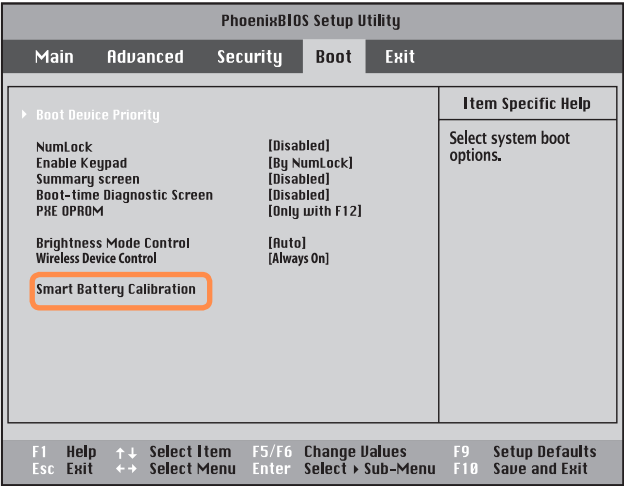 PhoenixBIOS Setup Utility
Main Advanced Security Boot Exit
Boot Device Priority
NumLock [Disabled]
Enable Keypad [By NumLock]
Summary screen [Disabled]
Boot-time Diagnostic Screen [Disabled]
PXE OPROM [Only with F12]
Brightness Mode Control [Auto]
Wireless Device Control [Always On]
Smart Battery Calibration
Item Specific Help
Select system boot
options.
F1 Help ↑↓ Select Item F5/F6 Change Values F9 Setup Defaults
Esc Exit ←→ Select Menu Enter Select ▸ Sub-Menu F10 Save and Exit